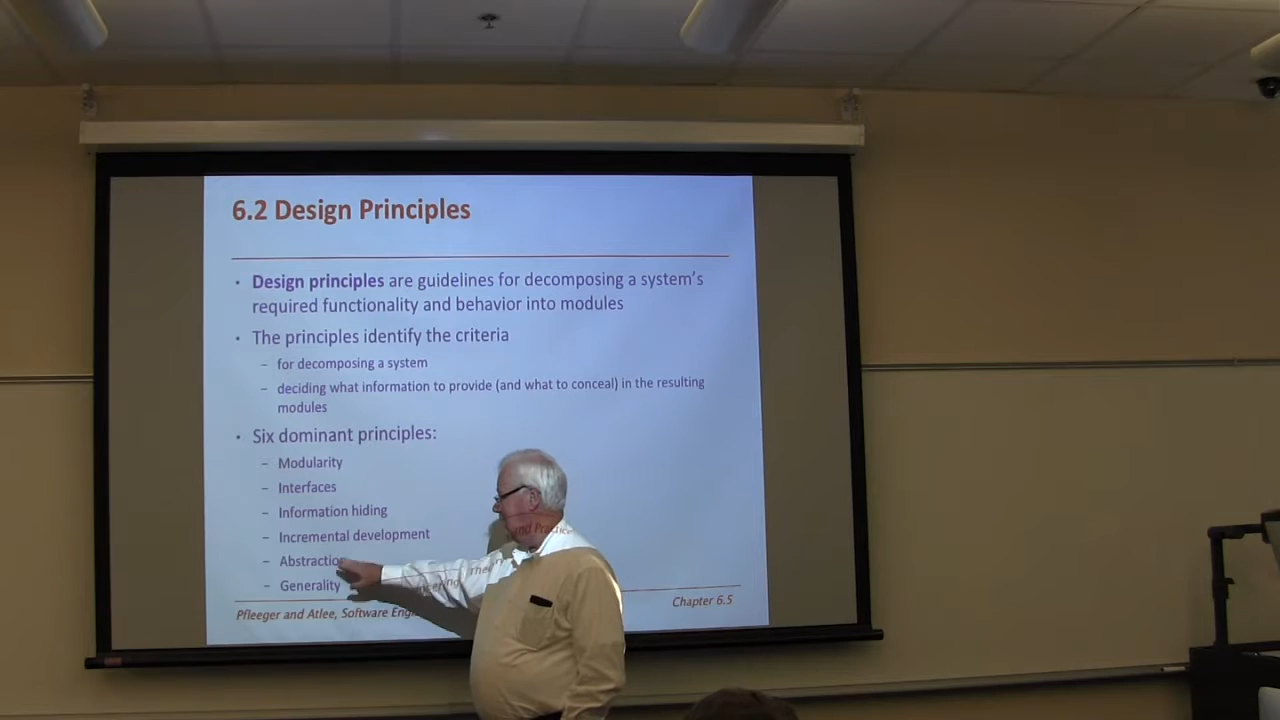 6.2 Design Principles
• Design principles are guidelines for decomposing a system's
required functionality and behavior into modules
• The principles identify the criteria
– for decomposing a system
– deciding what information to provide (and what to conceal) in the resulting
modules
• Six dominant principles:
– Modularity
– Interfaces
– Information hiding
– Incremental development
– Abstraction
– Generality
Pfleeger and Atlee, Software and Practice
Chapter 6.5